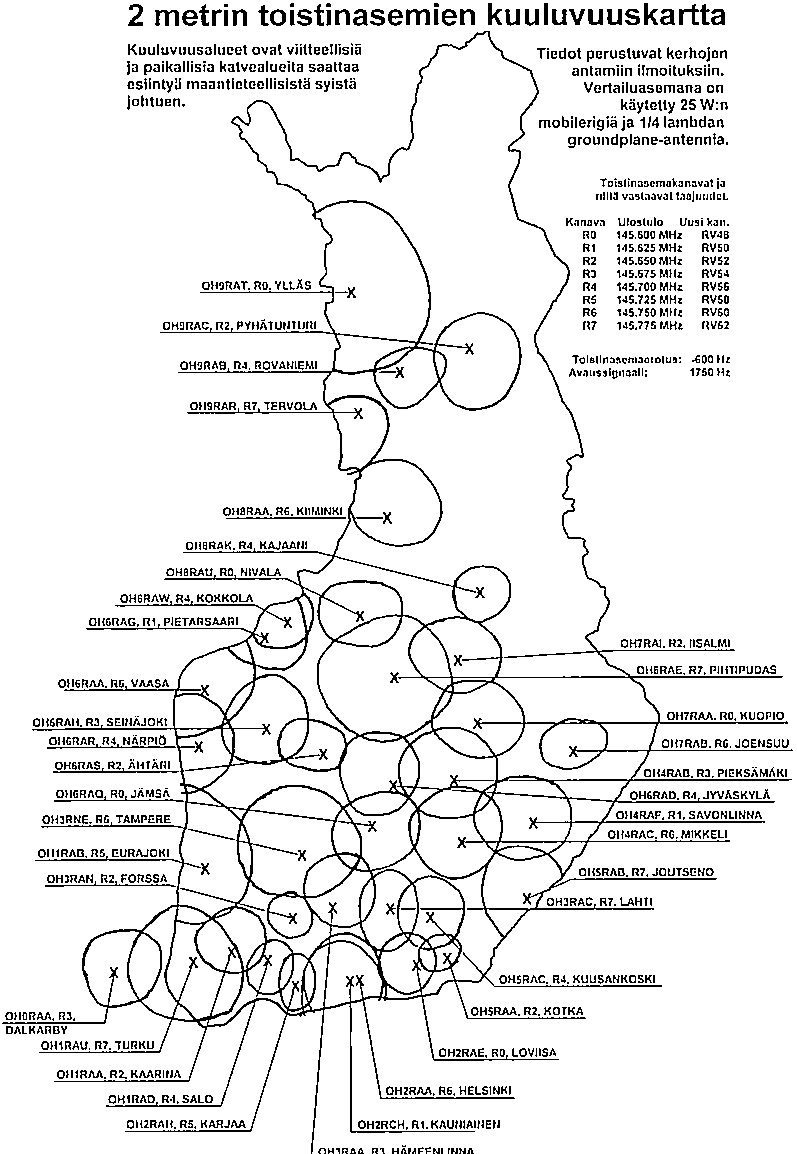 2 metrin toistinasemien kuuluvuuskartta
Kuuluvuusalueet ovat viitteellisiä
ja paikallisia katvealueita saattaa
esiintyä maantieteellisistä syistä
johtuen.
Tiedot perustuvat kerhojen
antamiin ilmoituksiin.
Vertailuasemana on
käytetty 25 W:n
mobilerigiä ja 1/4 lambdan
groundplane-antennia.
Toistinasemakanavat ja
niitä vastaavat taajuudet.
Kanava Ulostulo Uusi kan.
R0 145.600 MHz RV48
R1 145.625 MHz RV50
R2 145.650 MHz RV52
R3 145.675 MHz RV54
R4 145.700 MHz RV56
R5 145.725 MHz
R6 145.750 MHz RV60
R7 145.775 MHz RV62
Toistinasemaerotus: -600 Hz
Avaussignaali: 1750 Hz
OH9RAT, R0, YLLÄS
OH9RAC, R2, PYHÄTUNTURI
OH9RAB, R4, ROVANIEMI
OH9RAR, R7, TERVOLA
OH8RAA, R6, KIIMINKI
OH8RAK, R4, KAJAANI
OH8RAU, R0, NIVALA
OH6RAW, R4, KOKKOLA
OH6RAG, R1, PIETARSAARI
OH7RAI, R2, IISALMI
OH6RAE, R7, PIHTIPUDAS
OH6RAA, R6, VAASA
OH6RAH, R3, SEINÄJOKI
OH7RAA, R0, KUOPIO
OH6RAR, R4, NÄRPIÖ
OH7RAB, R6, JOENSUU
OH6RAS, R2, ÄHTÄRI
OH4RAB, R3, PIEKSÄMÄKI
OH6RAQ, R0, JÄMSÄ
OH6RAD, R4, JYVÄSKYLÄ
OH3RNE, R6, TAMPERE
OH4RAF, R1, SAVONLINNA
OH4RAC, R6, MIKKELI
OH1RAB, R5, EURAJOKI
OH5RAB, R7, JOUTSENO
OH3RAN, R2, FORSSA
OH3RAC, R7, LAHTI
OH5RAC, R4, KUUSANKOSKI
OH5RAA, R2, KOTKA
OH0RAA, R3,
DALKARBY
OH1RAU, R7, TURKU
OH2RAE, R0, LOVIISA
OH1RAA, R2, KAARINA
OH2RAA, R6, HELSINKI
OH1RAD, R4, SALO
OH2RAH, R5, KARJAA
OH2RCH, R1, KAUNIAINEN
OH3RAA, R3, HÄMEENLINNA